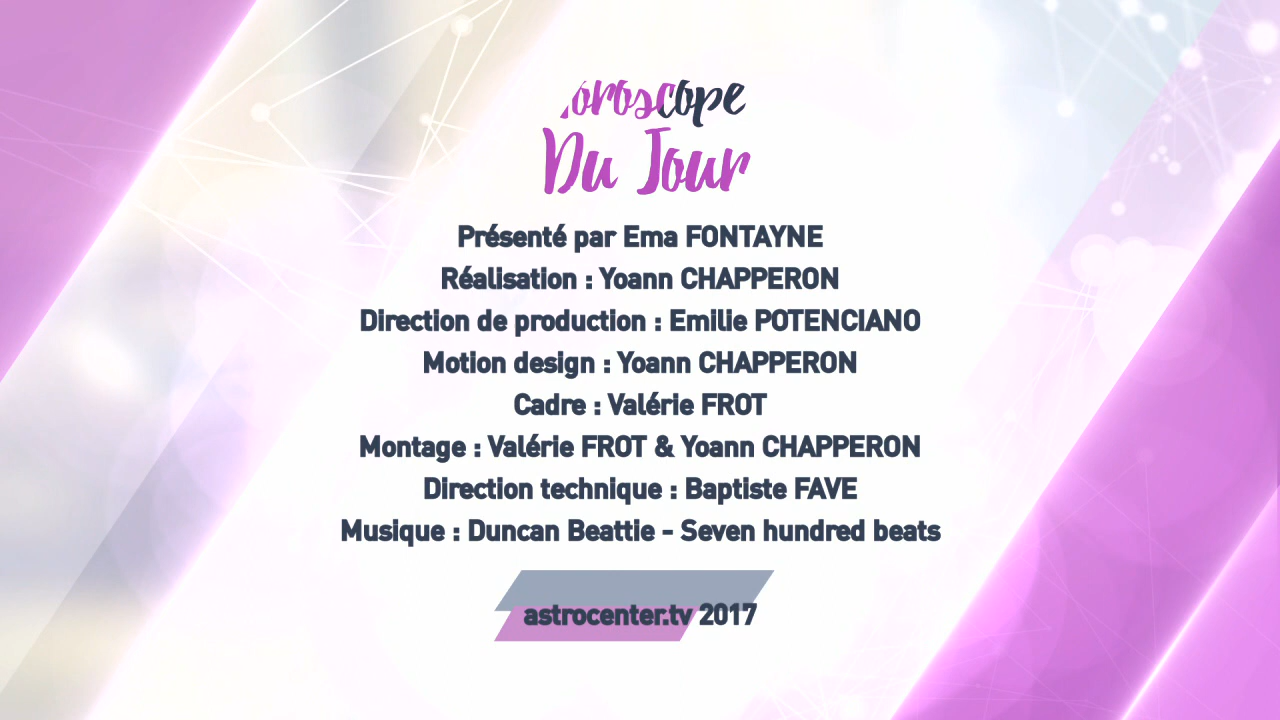 oroscope
Du Jour
Présenté par Ema FONTAYNE
Réalisation : Yoann CHAPPERON
Direction de production : Emilie POTENCIANO
Motion design : Yoann CHAPPERON
Cadre : Valérie FROT
Montage : Valérie FROT & Yoann CHAPPERON
Direction technique : Baptiste FAVE
Musique : Duncan Beattie - Seven hundred beats
astrocenter.tv 2017